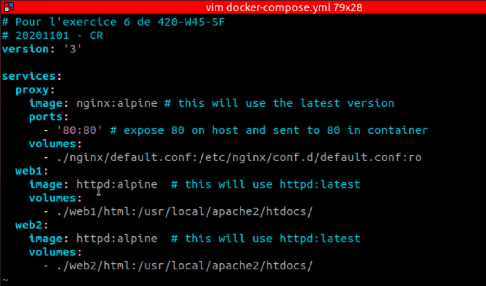 vim docker-compose.yml 79x28
# Pour l'exercice 6 de 420-W45-SF
# 20201101 - CR
version: '3'
services:
  proxy:
    image: nginx:alpine # this will use the latest version
    ports:
      - '80:80' # expose 80 on host and sent to 80 in container
    volumes:
      - ./nginx/default.conf:/etc/nginx/conf.d/default.conf:ro
  web1:
    image: httpd:alpine  # this will use httpd:latest
    volumes:
      - ./web1/html:/usr/local/apache2/htdocs/
  web2:
    image: httpd:alpine  # this will use httpd:latest
    volumes:
      - ./web2/html:/usr/local/apache2/htdocs/
~